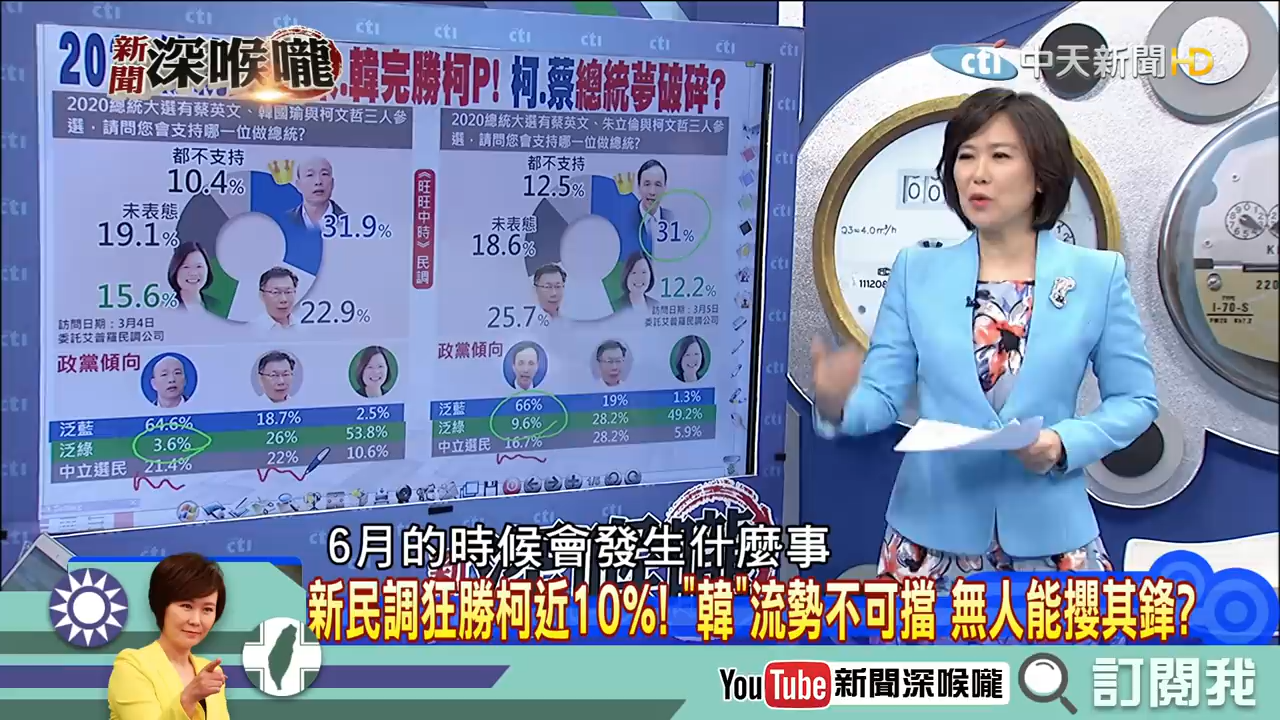 cti 中天新聞HD
新聞深喉嚨
20
韓完勝柯P! 柯.蔡總統夢破碎?
2020總統大選有蔡英文、韓國瑜與柯文哲三人參
選，請問您會支持哪一位做總統?
都不支持
10.4%
未表態
19.1%
31.9%
15.6%
22.9%
訪問日期：3月4日
委託艾普羅民調公司
《旺旺中時》民調
2020總統大選有蔡英文、朱立倫與柯文哲三人參
選，請問您會支持哪一位做總統?
都不支持
12.5%
未表態
18.6%
31%
12.2%
25.7%
訪問日期：3月5日
委託艾普羅民調公司
政黨傾向
泛藍 64.6% 18.7% 2.5%
泛綠 3.6% 26% 53.8%
中立選民 21.4% 22% 10.6%
政黨傾向
泛藍 66% 19% 1.3%
泛綠 9.6% 28.2% 49.2%
中立選民 16.7% 28.2% 5.9%
Q3=4.0m³/h
I-70-S
6月的時候會發生什麼事
新民調狂勝柯近10%! "韓"流勢不可擋 無人能攖其鋒?
YouTube 新聞深喉嚨 訂閱我